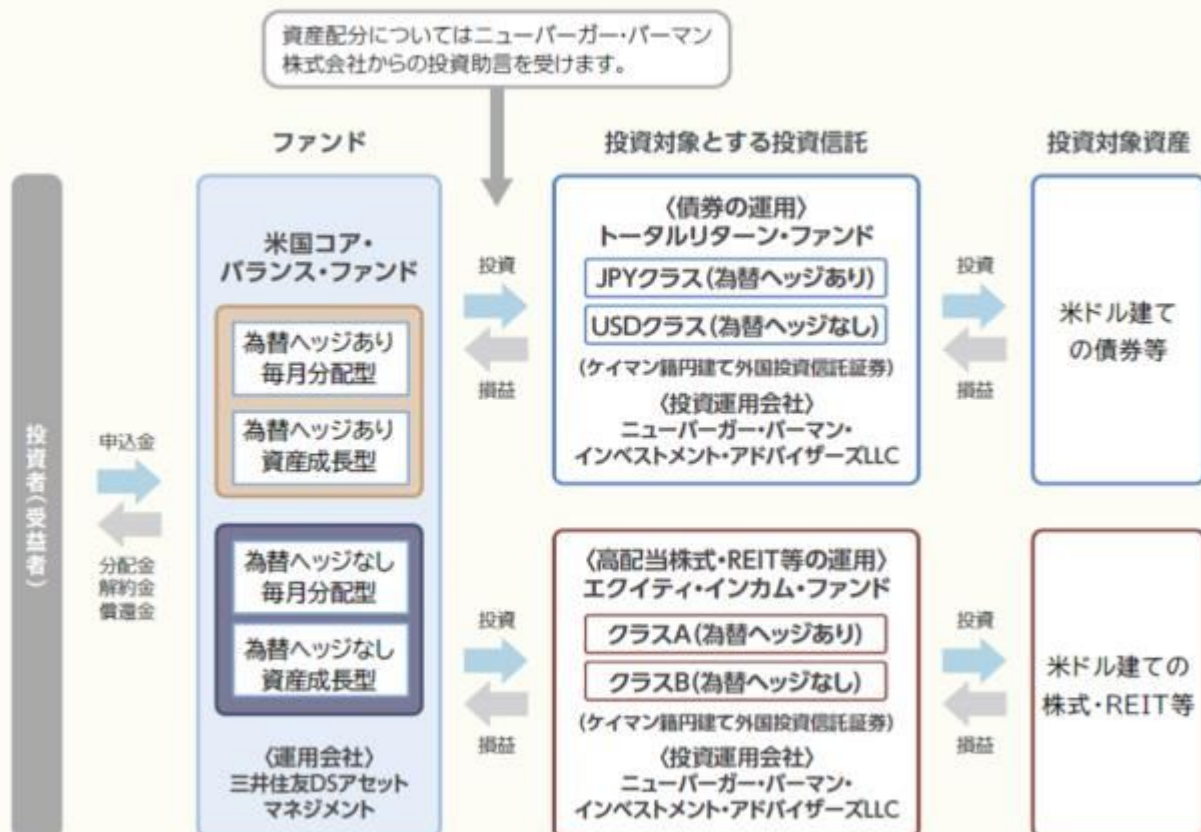 資産配分についてはニューバーガー・バーマン
株式会社からの投資助言を受けます。
ファンド
投資対象とする投資信託
投資対象資産
投資者(受益者)
申込金
分配金
解約金
償還金
米国コア・
バランス・ファンド
為替ヘッジあり
毎月分配型
為替ヘッジあり
資産成長型
為替ヘッジなし
毎月分配型
為替ヘッジなし
資産成長型
〈運用会社〉
三井住友DSアセット
マネジメント
投資
損益
〈債券の運用〉
トータルリターン・ファンド
JPYクラス(為替ヘッジあり)
USDクラス(為替ヘッジなし)
(ケイマン籍円建て外国投資信託証券)
〈投資運用会社〉
ニューバーガー・バーマン・
インベストメント・アドバイザーズLLC
投資
損益
米ドル建て
の債券等
投資
損益
〈高配当株式・REIT等の運用〉
エクイティ・インカム・ファンド
クラスA(為替ヘッジあり)
クラスB(為替ヘッジなし)
(ケイマン籍円建て外国投資信託証券)
〈投資運用会社〉
ニューバーガー・バーマン・
インベストメント・アドバイザーズLLC
投資
損益
米ドル建ての
株式・REIT等